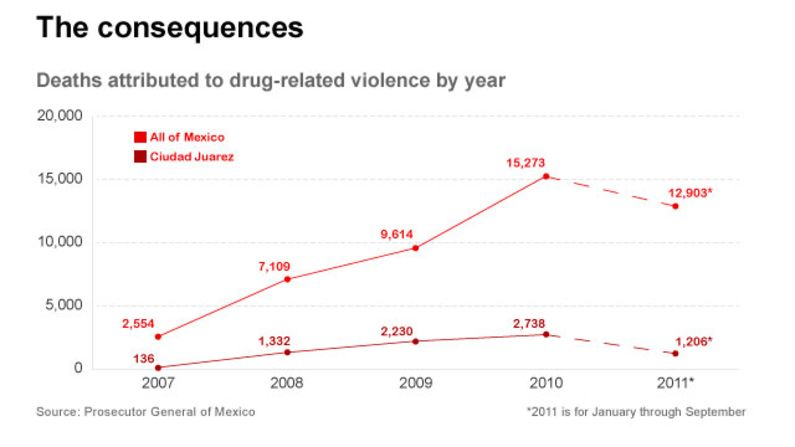 The consequences
Deaths attributed to drug-related violence by year
20,000
All of Mexico
Ciudad Juarez
15,273
15,000
12,903*
10,000
9,614
7,109
5,000
2,554
2,738
2,230
1,332
1,206*
136
0
2007 2008 2009 2010 2011*
Source: Prosecutor General of Mexico *2011 is for January through September